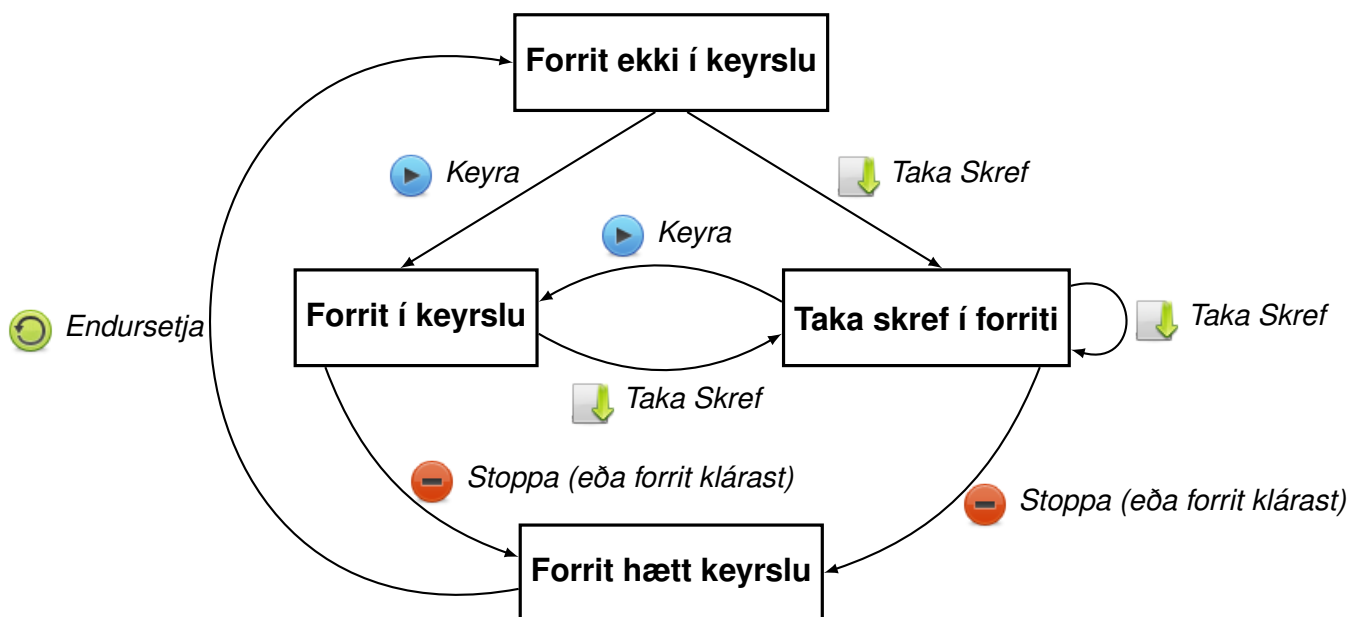 Forrit ekki í keyrslu
Keyra
Taka Skref
Keyra
Forrit í keyrslu
Taka skref í forriti
Taka Skref
Endursetja
Taka Skref
Stoppa (eða forrit klárast)
Stoppa (eða forrit klárast)
Forrit hætt keyrslu